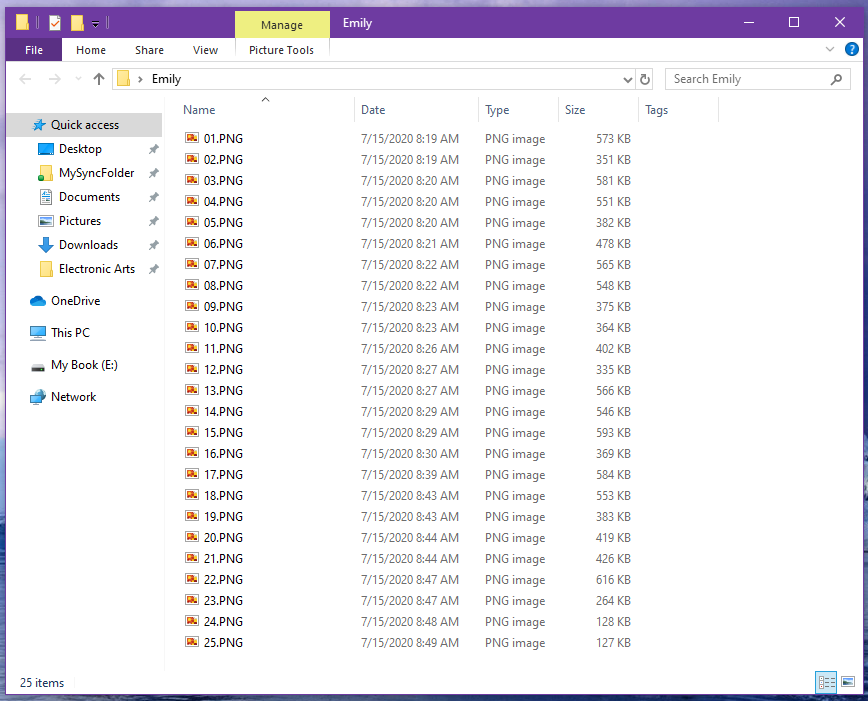 Manage Emily
File Home Share View Picture Tools
Emily Search Emily
Name Date Type Size Tags
Quick access
Desktop
MySyncFolder
Documents
Pictures
Downloads
Electronic Arts
OneDrive
This PC
My Book (E:)
Network
01.PNG 7/15/2020 8:19 AM PNG image 573 KB
02.PNG 7/15/2020 8:19 AM PNG image 351 KB
03.PNG 7/15/2020 8:20 AM PNG image 581 KB
04.PNG 7/15/2020 8:20 AM PNG image 551 KB
05.PNG 7/15/2020 8:20 AM PNG image 382 KB
06.PNG 7/15/2020 8:21 AM PNG image 478 KB
07.PNG 7/15/2020 8:22 AM PNG image 565 KB
08.PNG 7/15/2020 8:22 AM PNG image 548 KB
09.PNG 7/15/2020 8:23 AM PNG image 375 KB
10.PNG 7/15/2020 8:23 AM PNG image 364 KB
11.PNG 7/15/2020 8:26 AM PNG image 402 KB
12.PNG 7/15/2020 8:27 AM PNG image 335 KB
13.PNG 7/15/2020 8:27 AM PNG image 566 KB
14.PNG 7/15/2020 8:29 AM PNG image 546 KB
15.PNG 7/15/2020 8:29 AM PNG image 593 KB
16.PNG 7/15/2020 8:30 AM PNG image 369 KB
17.PNG 7/15/2020 8:39 AM PNG image 584 KB
18.PNG 7/15/2020 8:43 AM PNG image 553 KB
19.PNG 7/15/2020 8:43 AM PNG image 383 KB
20.PNG 7/15/2020 8:44 AM PNG image 419 KB
21.PNG 7/15/2020 8:44 AM PNG image 426 KB
22.PNG 7/15/2020 8:47 AM PNG image 616 KB
23.PNG 7/15/2020 8:47 AM PNG image 264 KB
24.PNG 7/15/2020 8:48 AM PNG image 128 KB
25.PNG 7/15/2020 8:49 AM PNG image 127 KB
25 items